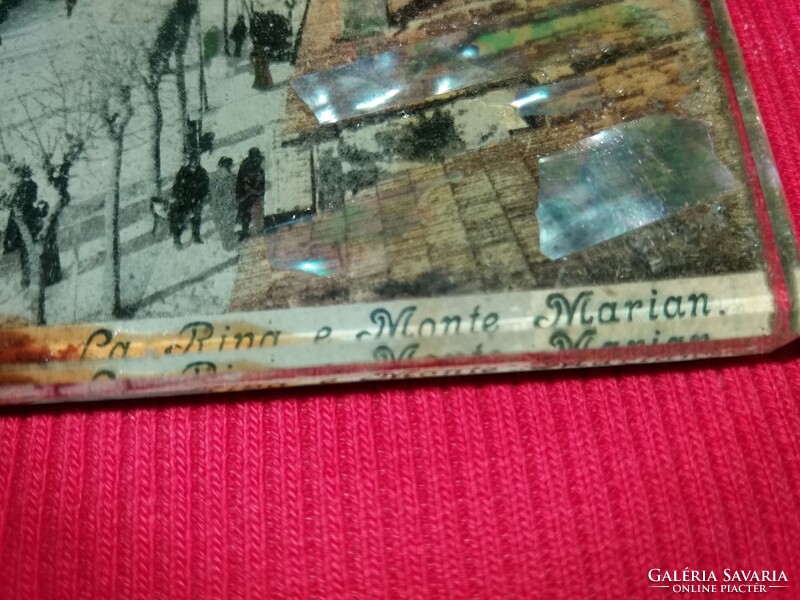 La Riva e Monte Marian.
GALÉRIA SAVARIA
ONLINE PIACTÉR